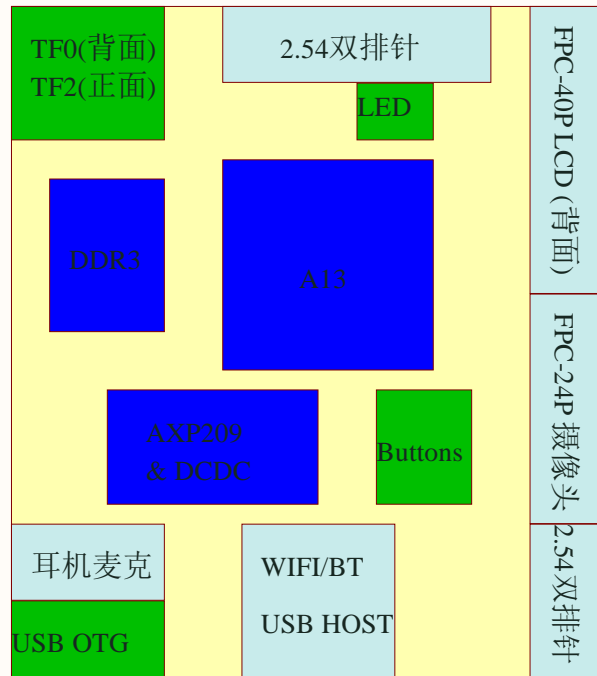 TF0(背面)
TF2(正面)
2.54双排针
LED
FPC-40P LCD (背面)
DDR3
A13
FPC-24P 摄像头
AXP209
& DCDC
Buttons
耳机麦克
WIFI/BT
USB HOST
USB OTG
2.54双排针